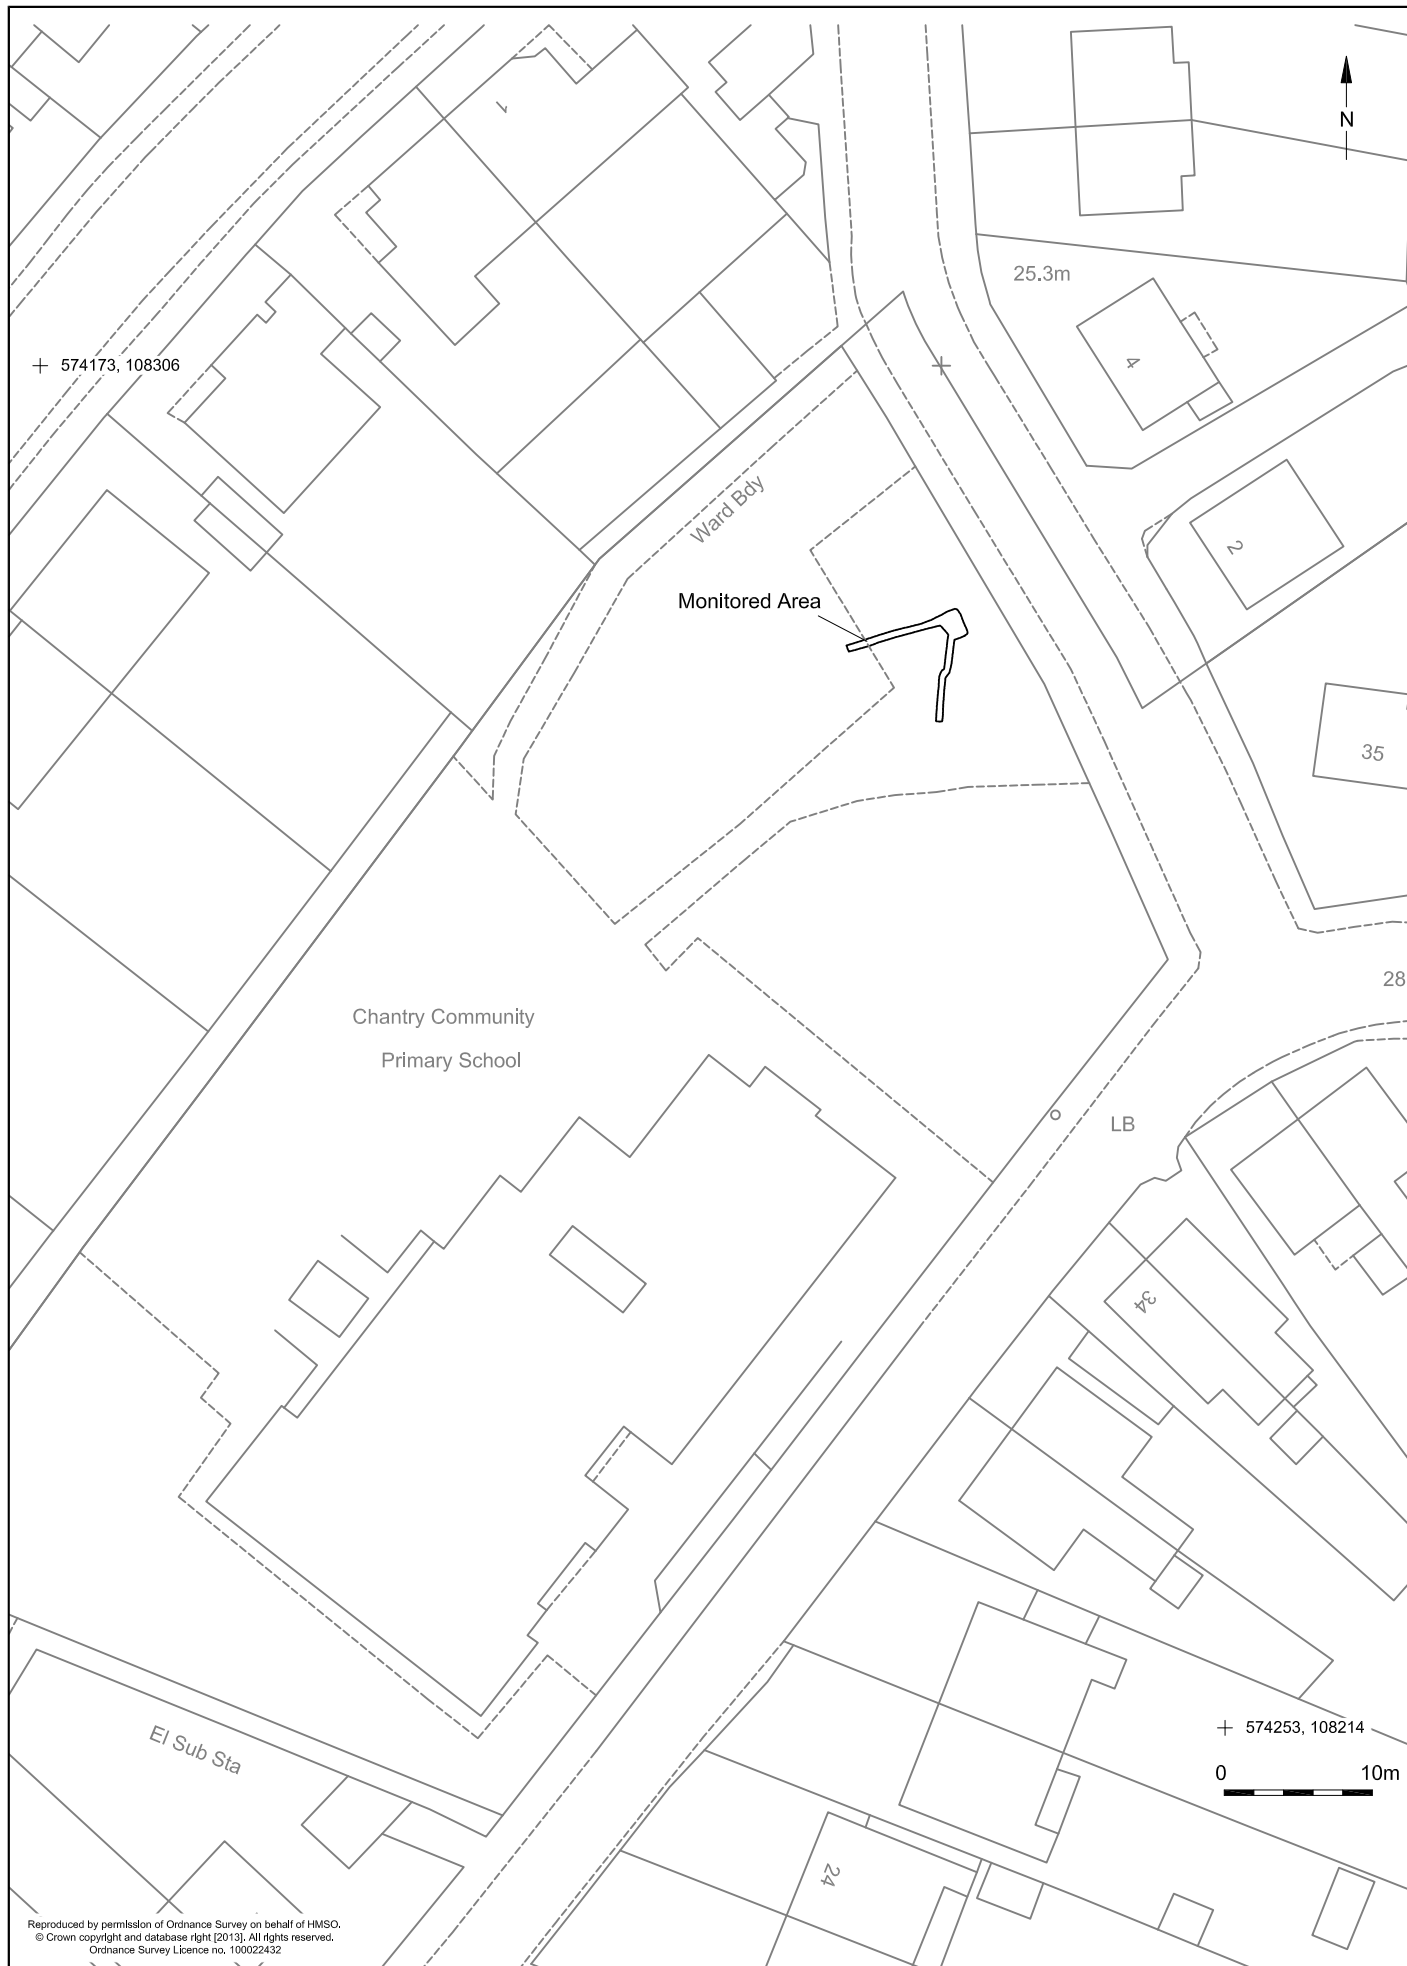 1
N
25.3m
574173, 108306
4
Ward Bdy
2
Monitored Area
35
28
Chantry Community
Primary School
LB
34
574253, 108214
El Sub Sta
0 10m
24
Reproduced by permission of Ordnance Survey on behalf of HMSO.
© Crown copyright and database right [2013]. All rights reserved.
Ordnance Survey Licence no. 100022432